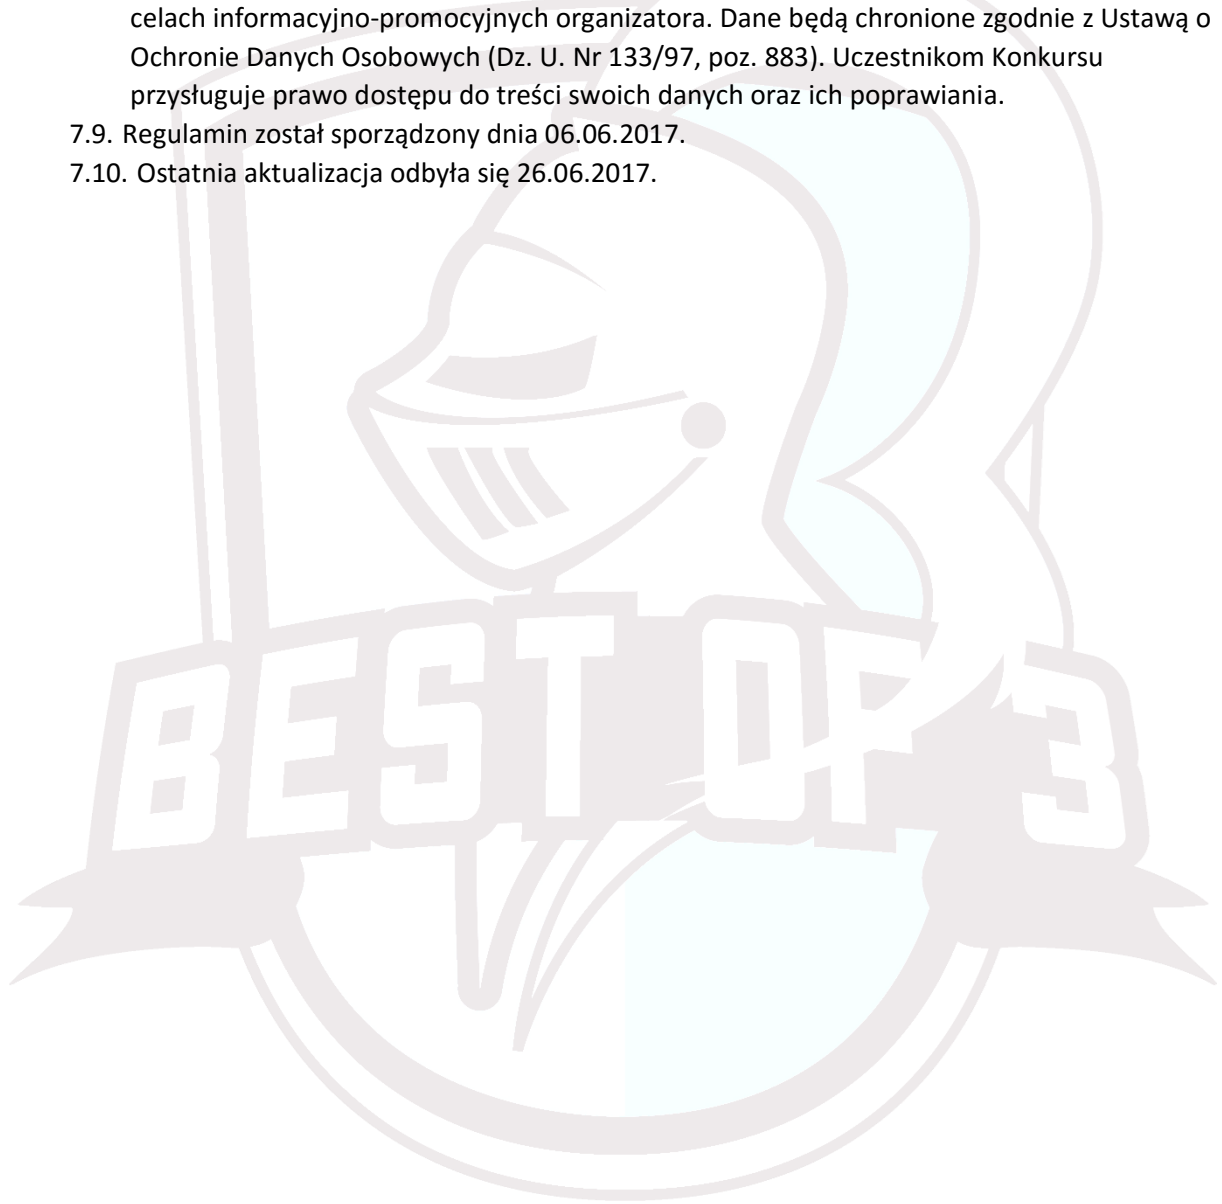 celach informacyjno-promocyjnych organizatora. Dane będą chronione zgodnie z Ustawą o
Ochronie Danych Osobowych (Dz. U. Nr 133/97, poz. 883). Uczestnikom Konkursu
przysługuje prawo dostępu do treści swoich danych oraz ich poprawiania.
7.9. Regulamin został sporządzony dnia 06.06.2017.
7.10. Ostatnia aktualizacja odbyła się 26.06.2017.
BEST OF 3